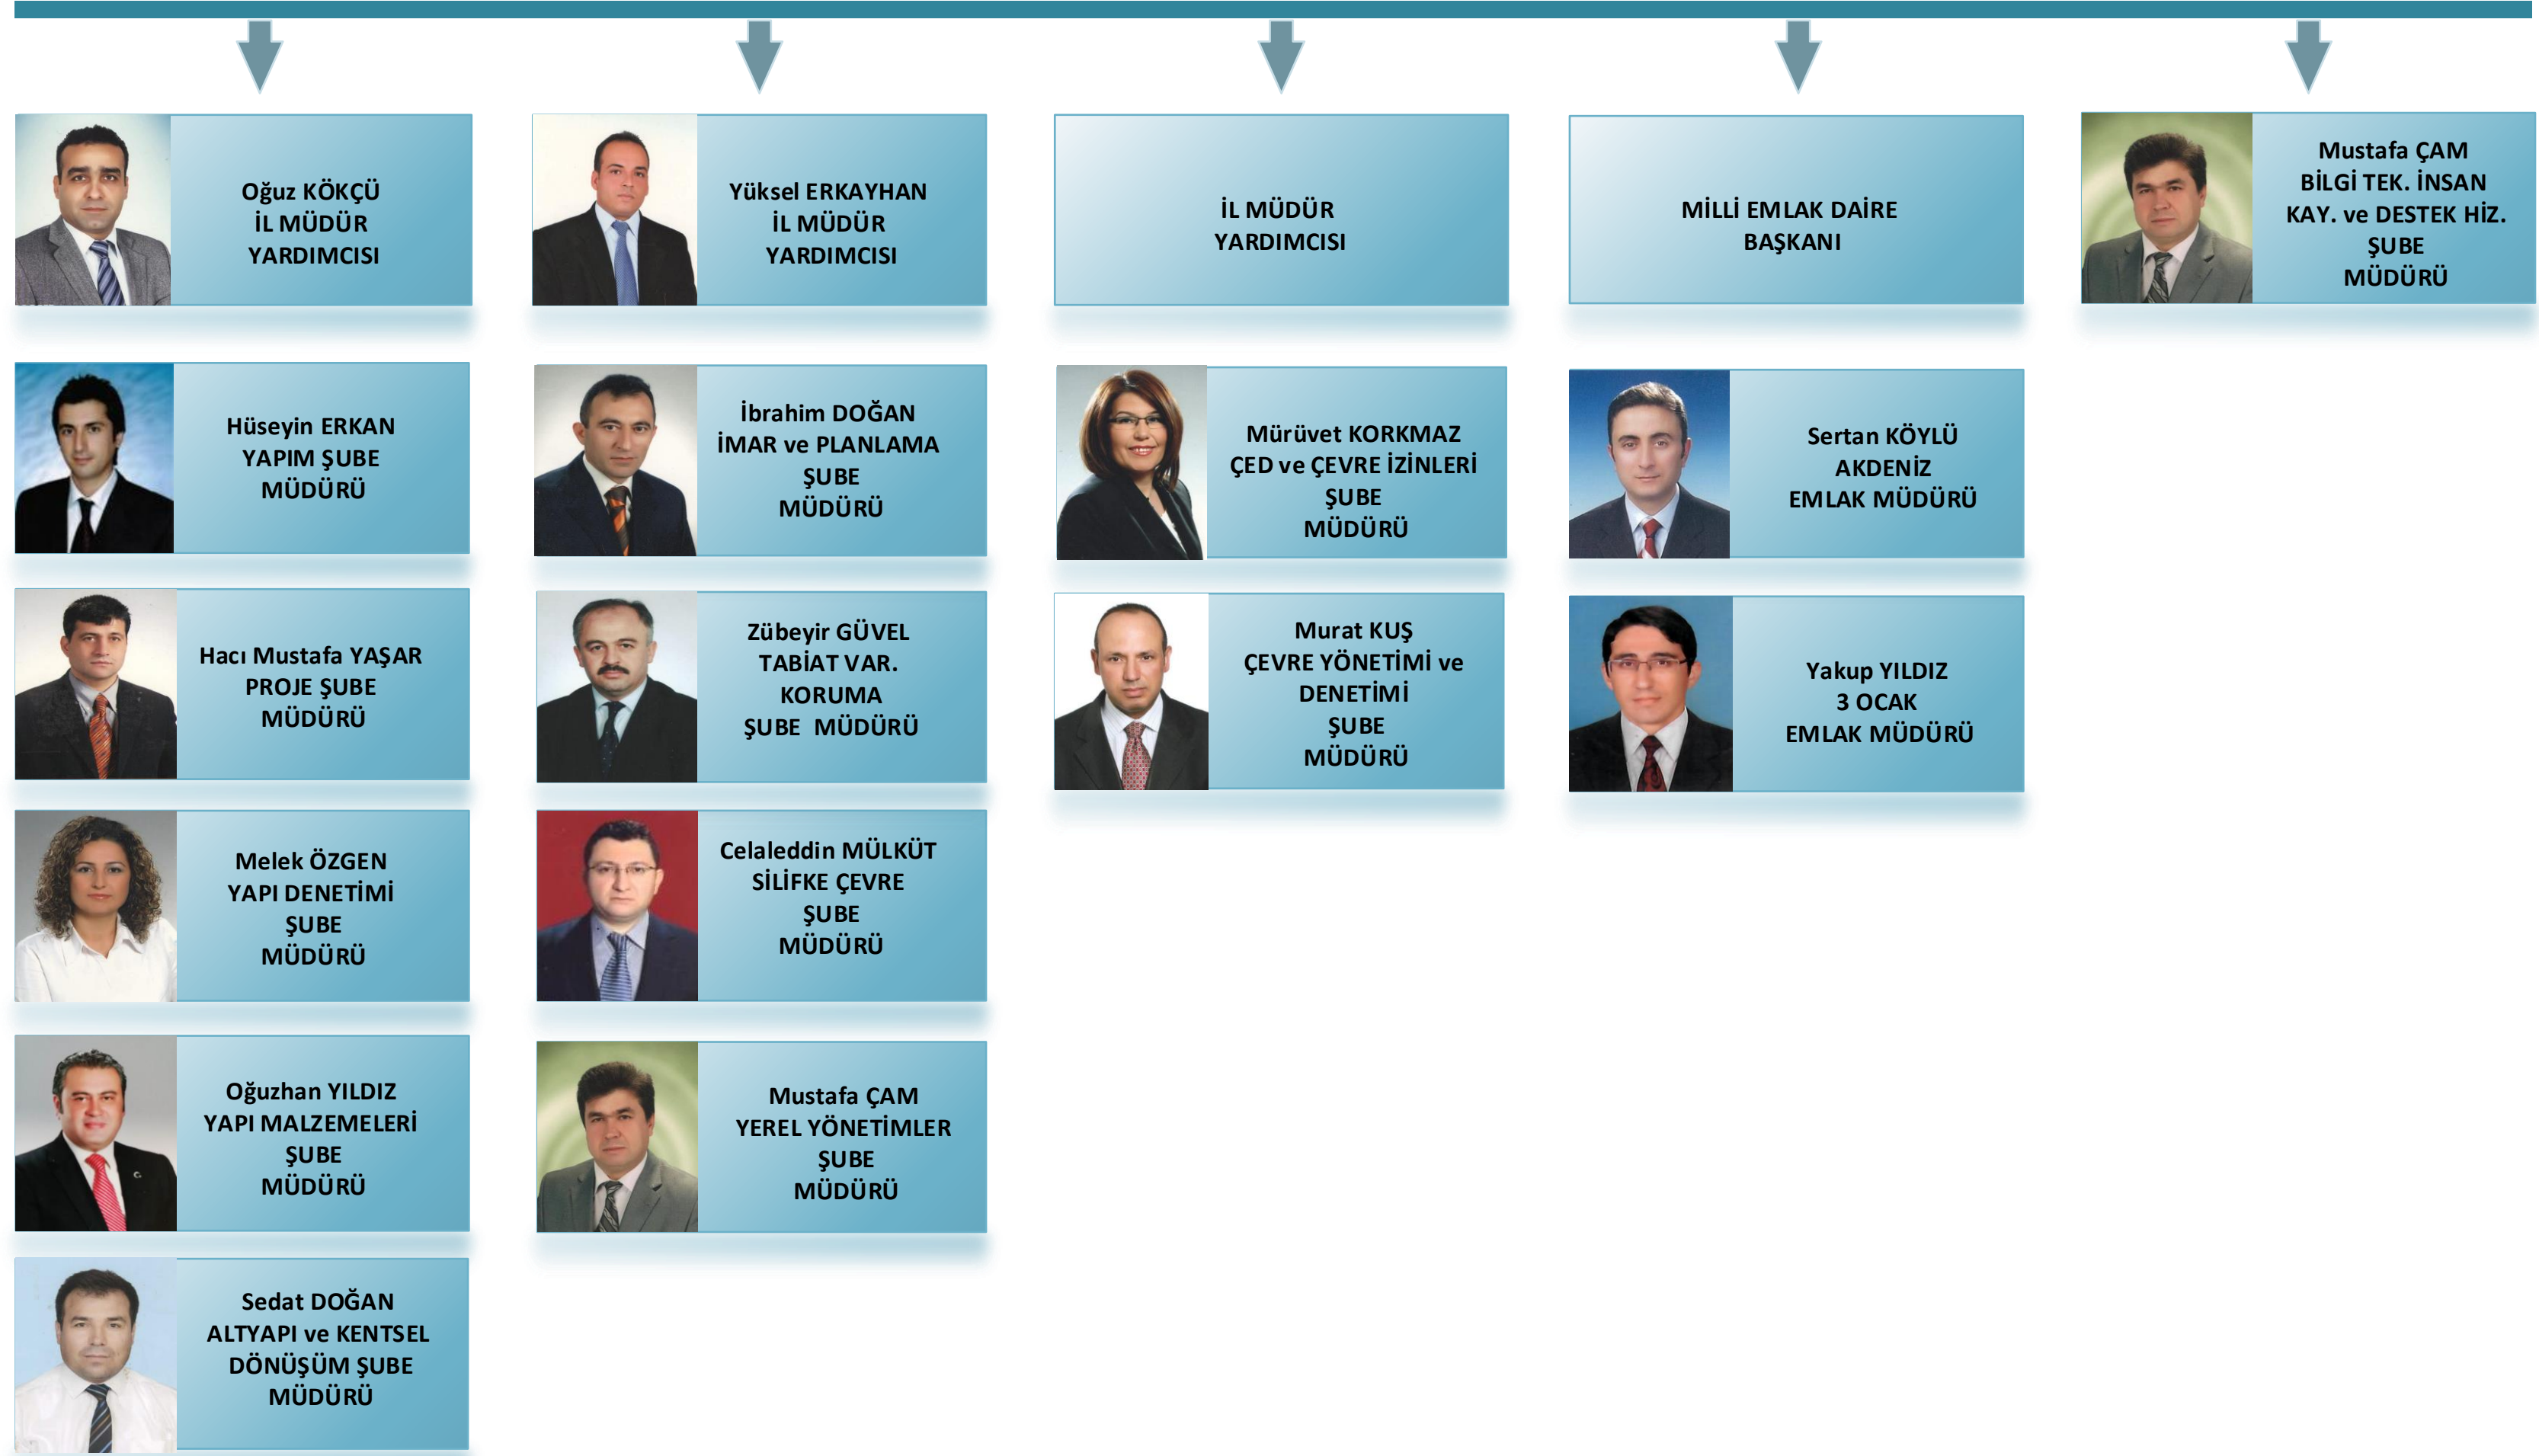 Oğuz KÖKÇÜ
İL MÜDÜR
YARDIMCISI
Hüseyin ERKAN
YAPIM ŞUBE
MÜDÜRÜ
Hacı Mustafa YAŞAR
PROJE ŞUBE
MÜDÜRÜ
Melek ÖZGEN
YAPI DENETİMİ
ŞUBE
MÜDÜRÜ
Oğuzhan YILDIZ
YAPI MALZEMELERİ
ŞUBE
MÜDÜRÜ
Sedat DOĞAN
ALTYAPI ve KENTSEL
DÖNÜŞÜM ŞUBE
MÜDÜRÜ
Yüksel ERKAYHAN
İL MÜDÜR
YARDIMCISI
İbrahim DOĞAN
İMAR ve PLANLAMA
ŞUBE
MÜDÜRÜ
Zübeyir GÜVEL
TABİAT VAR.
KORUMA
ŞUBE  MÜDÜRÜ
Celaleddin MÜLKÜT
SİLİFKE ÇEVRE
ŞUBE
MÜDÜRÜ
Mustafa ÇAM
YEREL YÖNETİMLER
ŞUBE
MÜDÜRÜ
İL MÜDÜR
YARDIMCISI
Mürüvet KORKMAZ
ÇED ve ÇEVRE İZİNLERİ
ŞUBE
MÜDÜRÜ
Murat KUŞ
ÇEVRE YÖNETİMİ ve
DENETİMİ
ŞUBE
MÜDÜRÜ
MİLLİ EMLAK DAİRE
BAŞKANI
Sertan KÖYLÜ
AKDENİZ
EMLAK MÜDÜRÜ
Yakup YILDIZ
3 OCAK
EMLAK MÜDÜRÜ
Mustafa ÇAM
BİLGİ TEK. İNSAN
KAY. ve DESTEK HİZ.
ŞUBE
MÜDÜRÜ